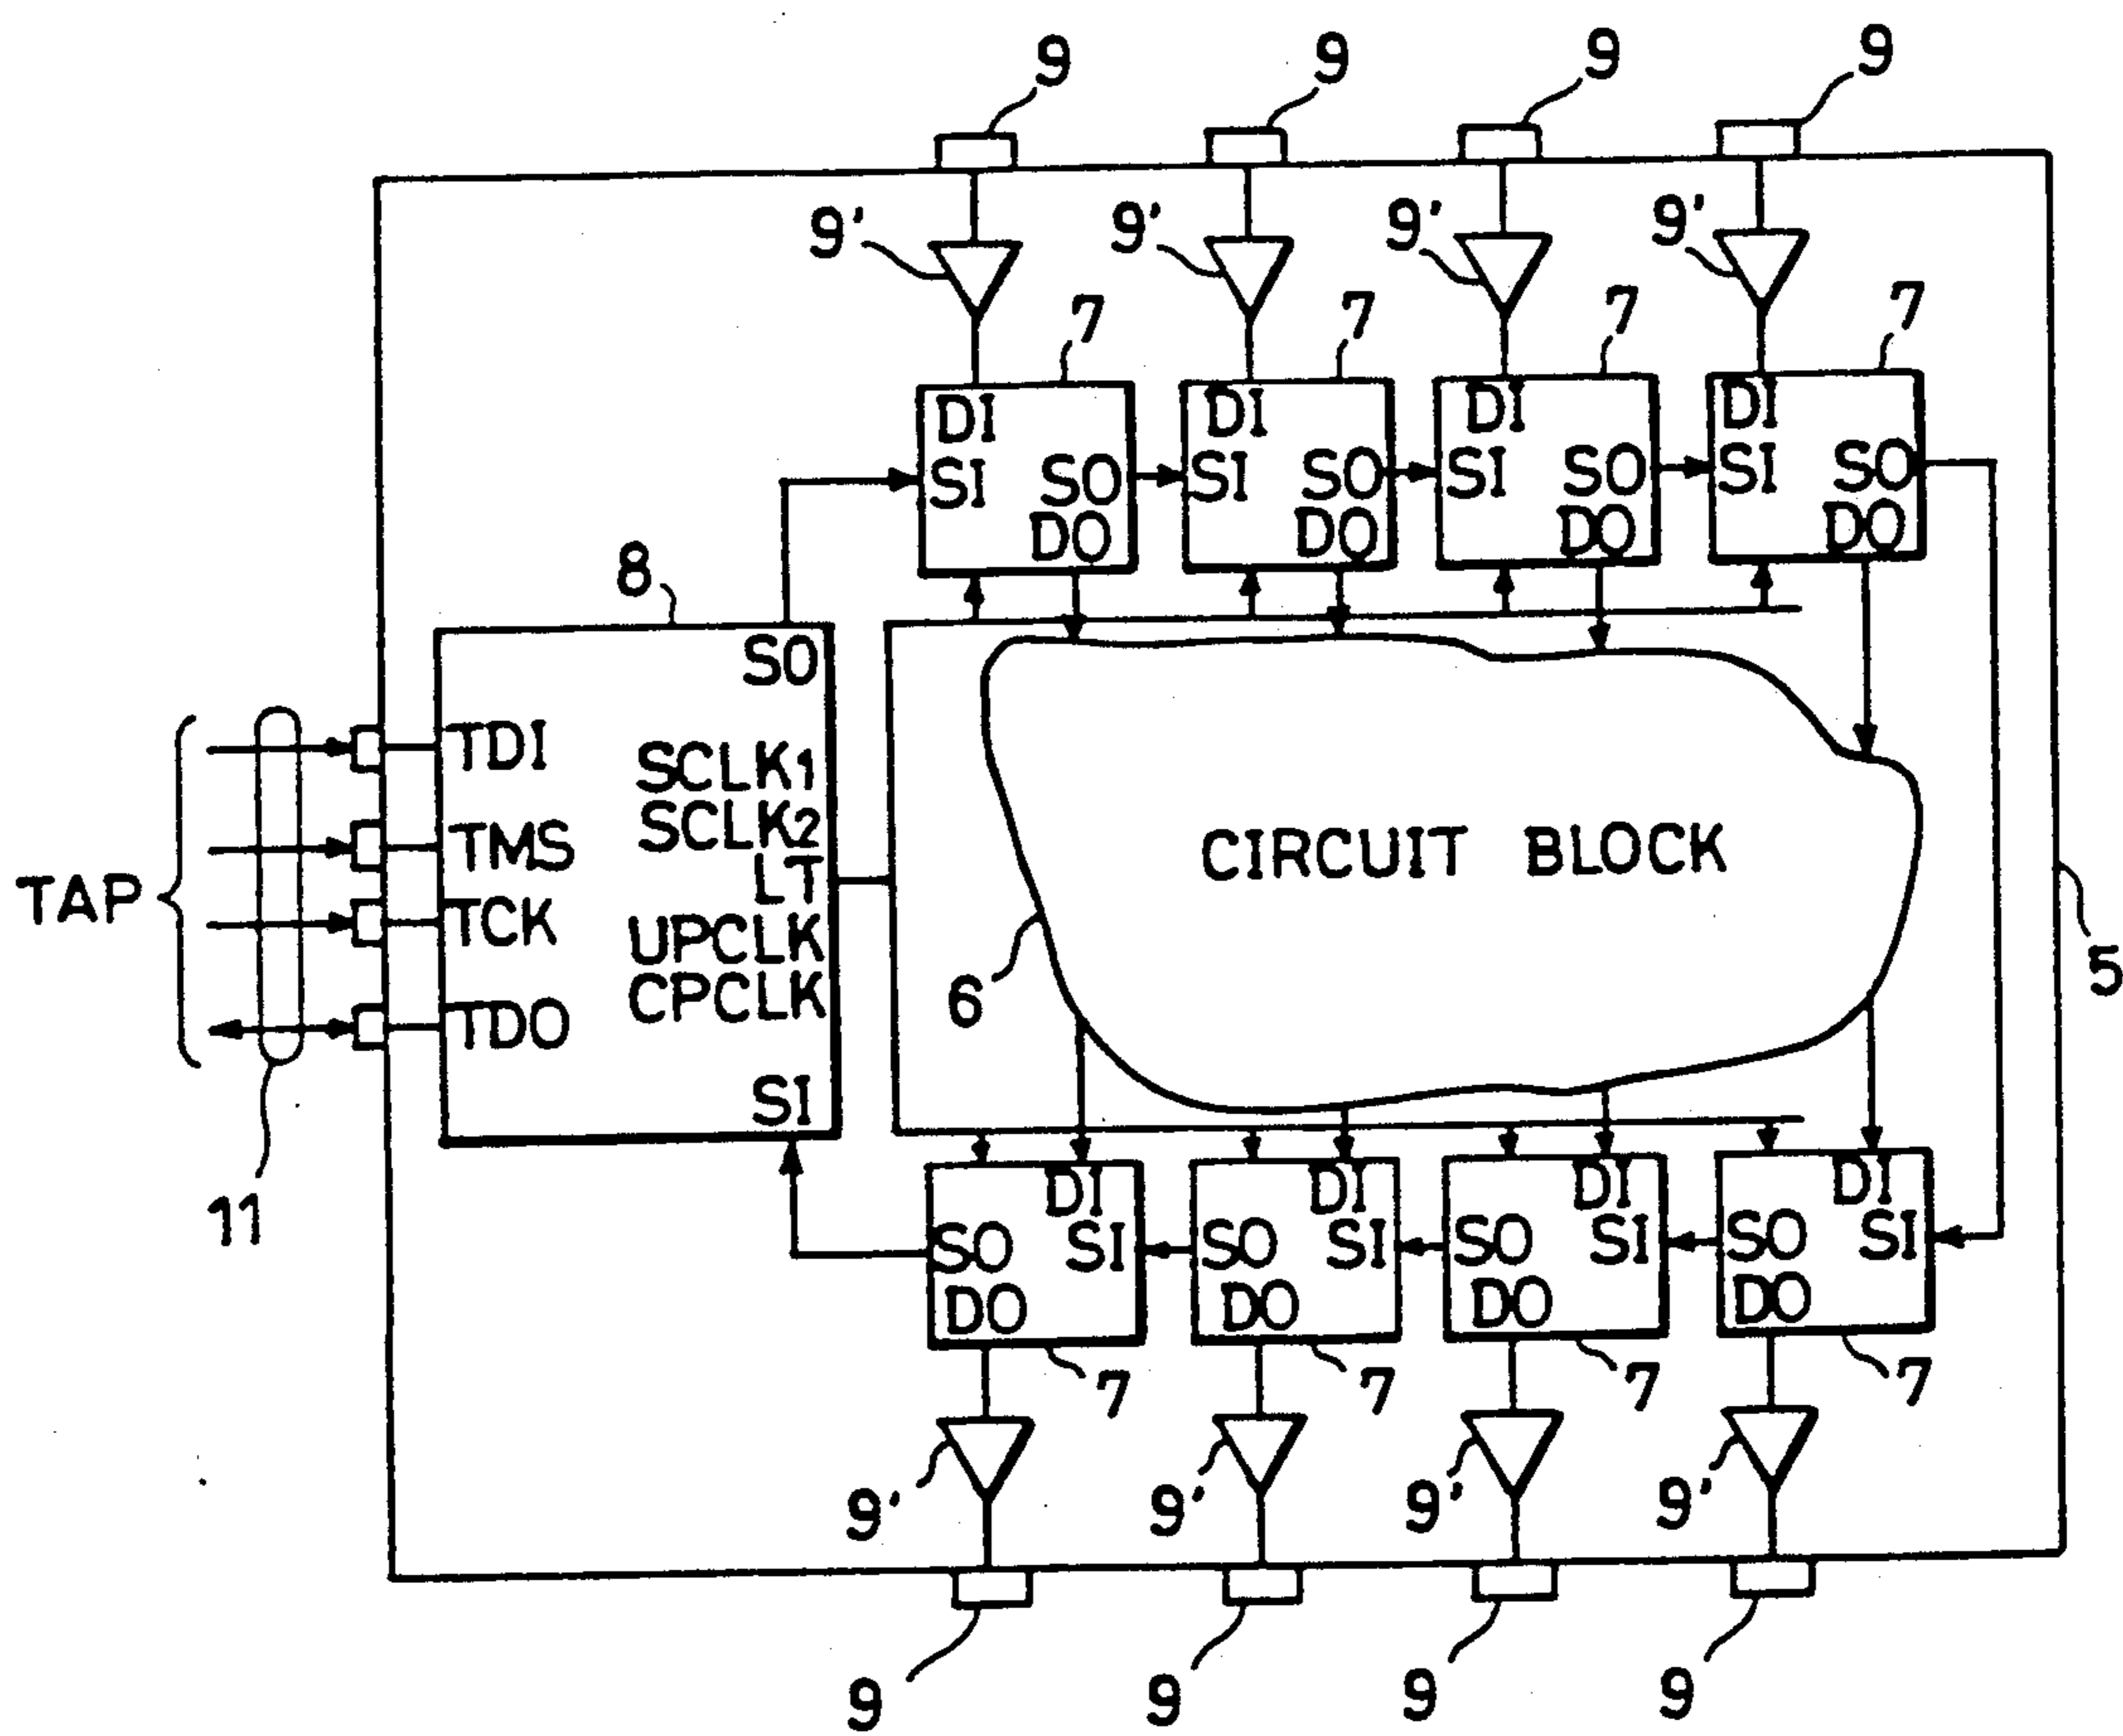 9 9 9 9
9' 9' 9' 9'
7 7 7 7
DI DI DI DI
SI SO SI SO SI SO SI SO
DO DO DO DO
8
SO
TDI
SCLK1
SCLK2
TMS
LT
CIRCUIT BLOCK
TAP
TCK
UPCLK
6
5
CPCLK
TDO
SI
11
DI DI DI DI
SO SI SO SI SO SI SO SI
DO DO DO DO
7 7 7 7
9' 9' 9' 9'
9 9 9 9